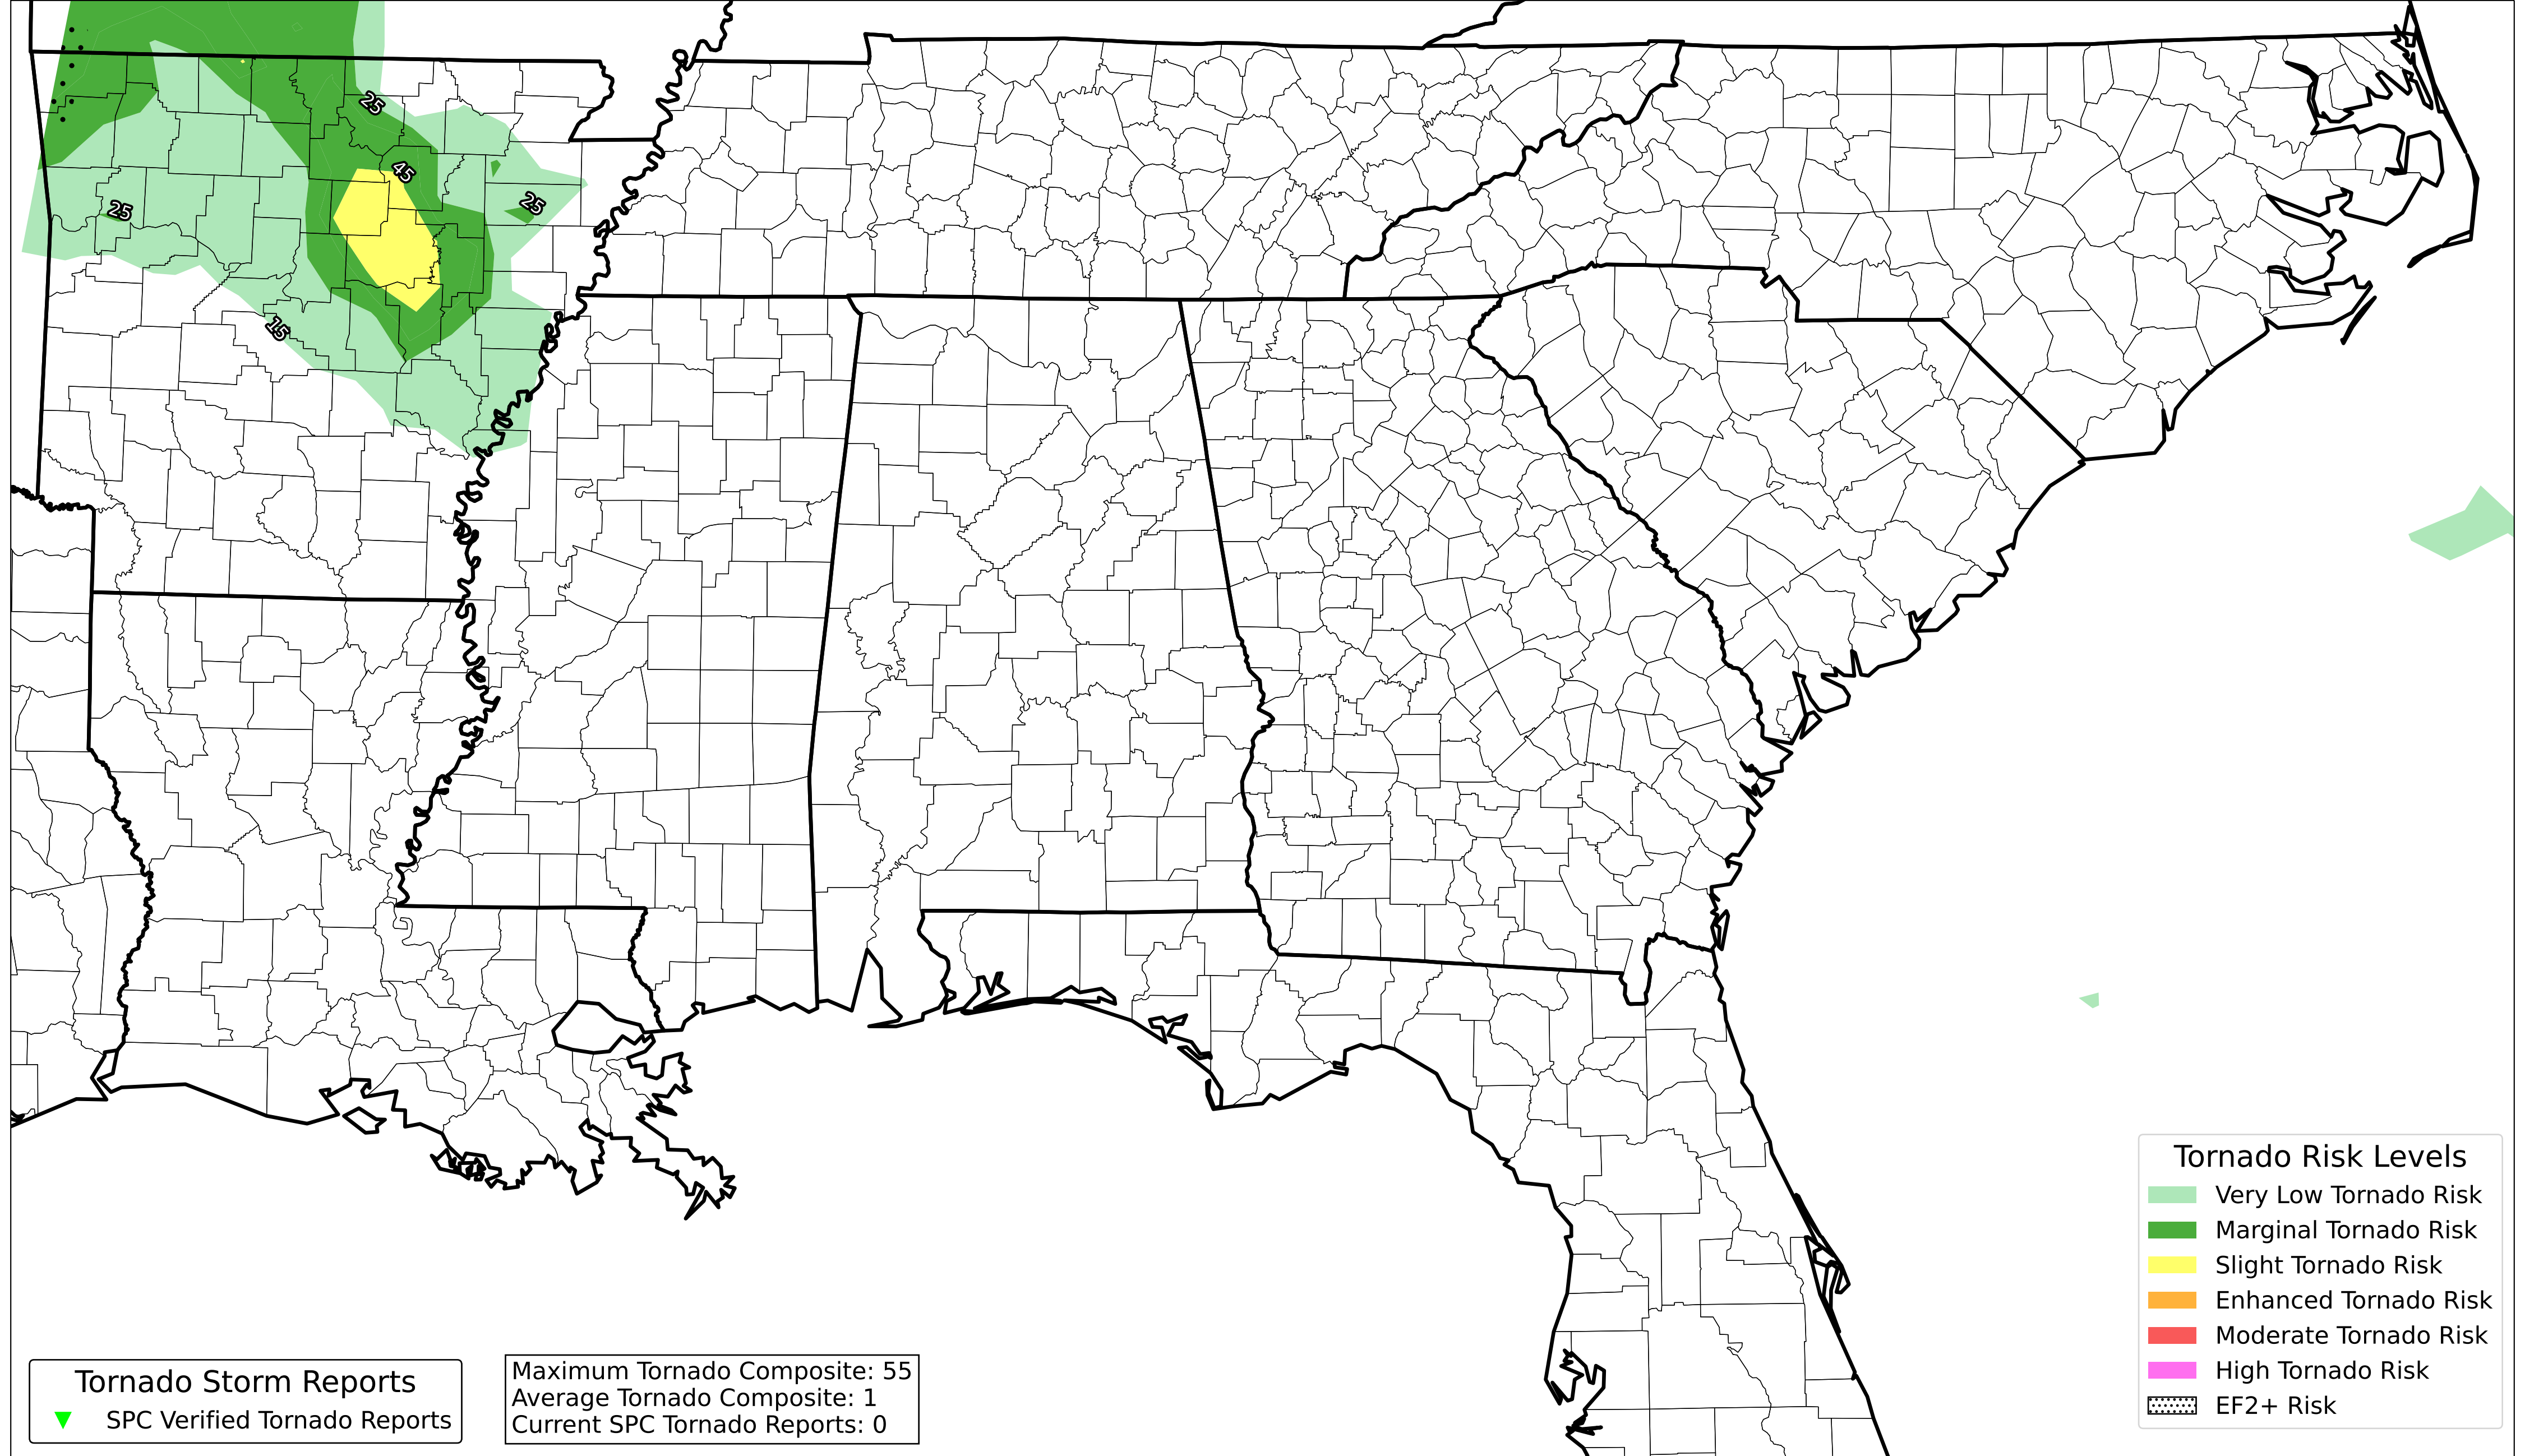 25
45
25
25
15
Tornado Risk Levels
Very Low Tornado Risk
Marginal Tornado Risk
Slight Tornado Risk
Enhanced Tornado Risk
Moderate Tornado Risk
High Tornado Risk
EF2+ Risk
Tornado Storm Reports
SPC Verified Tornado Reports
Maximum Tornado Composite: 55
Average Tornado Composite: 1
Current SPC Tornado Reports: 0